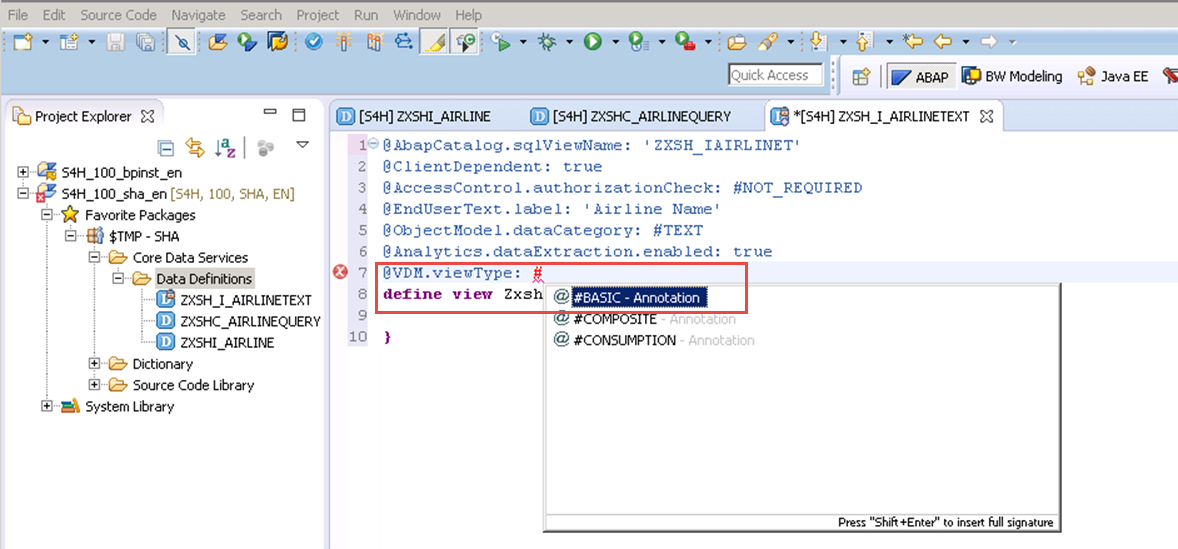 File Edit Source Code Navigate Search Project Run Window Help
Quick Access
ABAP
BW Modeling
Java EE
Project Explorer
S4H_100_bpinst_en
S4H_100_sha_en [S4H, 100, SHA, EN]
Favorite Packages
$TMP - SHA
Core Data Services
Data Definitions
ZXSH_I_AIRLINETEXT
ZXSHC_AIRLINEQUERY
ZXSHI_AIRLINE
Dictionary
Source Code Library
System Library
[S4H] ZXSHI_AIRLINE
[S4H] ZXSHC_AIRLINEQUERY
*[S4H] ZXSH_I_AIRLINETEXT
1 @AbapCatalog.sqlViewName: 'ZXSH_IAIRLINET'
2 @ClientDependent: true
3 @AccessControl.authorizationCheck: #NOT_REQUIRED
4 @EndUserText.label: 'Airline Name'
5 @ObjectModel.dataCategory: #TEXT
6 @Analytics.dataExtraction.enabled: true
7 @VDM.viewType: #
8 define view Zxsh
9
10 }
@ #BASIC - Annotation
@ #COMPOSITE - Annotation
@ #CONSUMPTION - Annotation
Press "Shift+Enter" to insert full signature